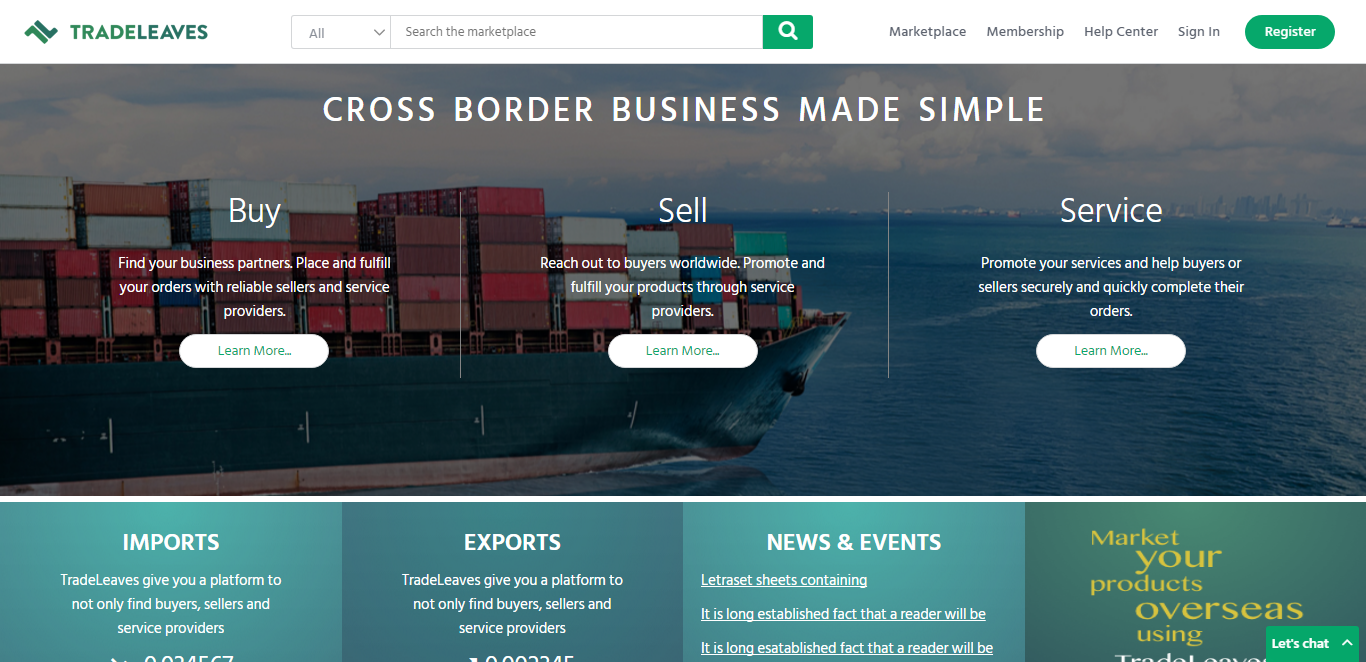 TRADELEAVES
All
Search the marketplace
Marketplace
Membership
Help Center
Sign In
Register
CROSS BORDER BUSINESS MADE SIMPLE
Buy
Find your business partners. Place and fulfill
your orders with reliable sellers and service
providers.
Learn More...
Sell
Reach out to buyers worldwide. Promote and
fulfill your products through service
providers.
Learn More...
Service
Promote your services and help buyers or
sellers securely and quickly complete their
orders.
Learn More...
IMPORTS
TradeLeaves give you a platform to
not only find buyers, sellers and
service providers
EXPORTS
TradeLeaves give you a platform to
not only find buyers, sellers and
service providers
NEWS & EVENTS
Letraset sheets containing
It is long established fact that a reader will be
It is long esatablished fact that a reader will be
Market
your
products
overseas
using
TradeLeaves
Let's chat